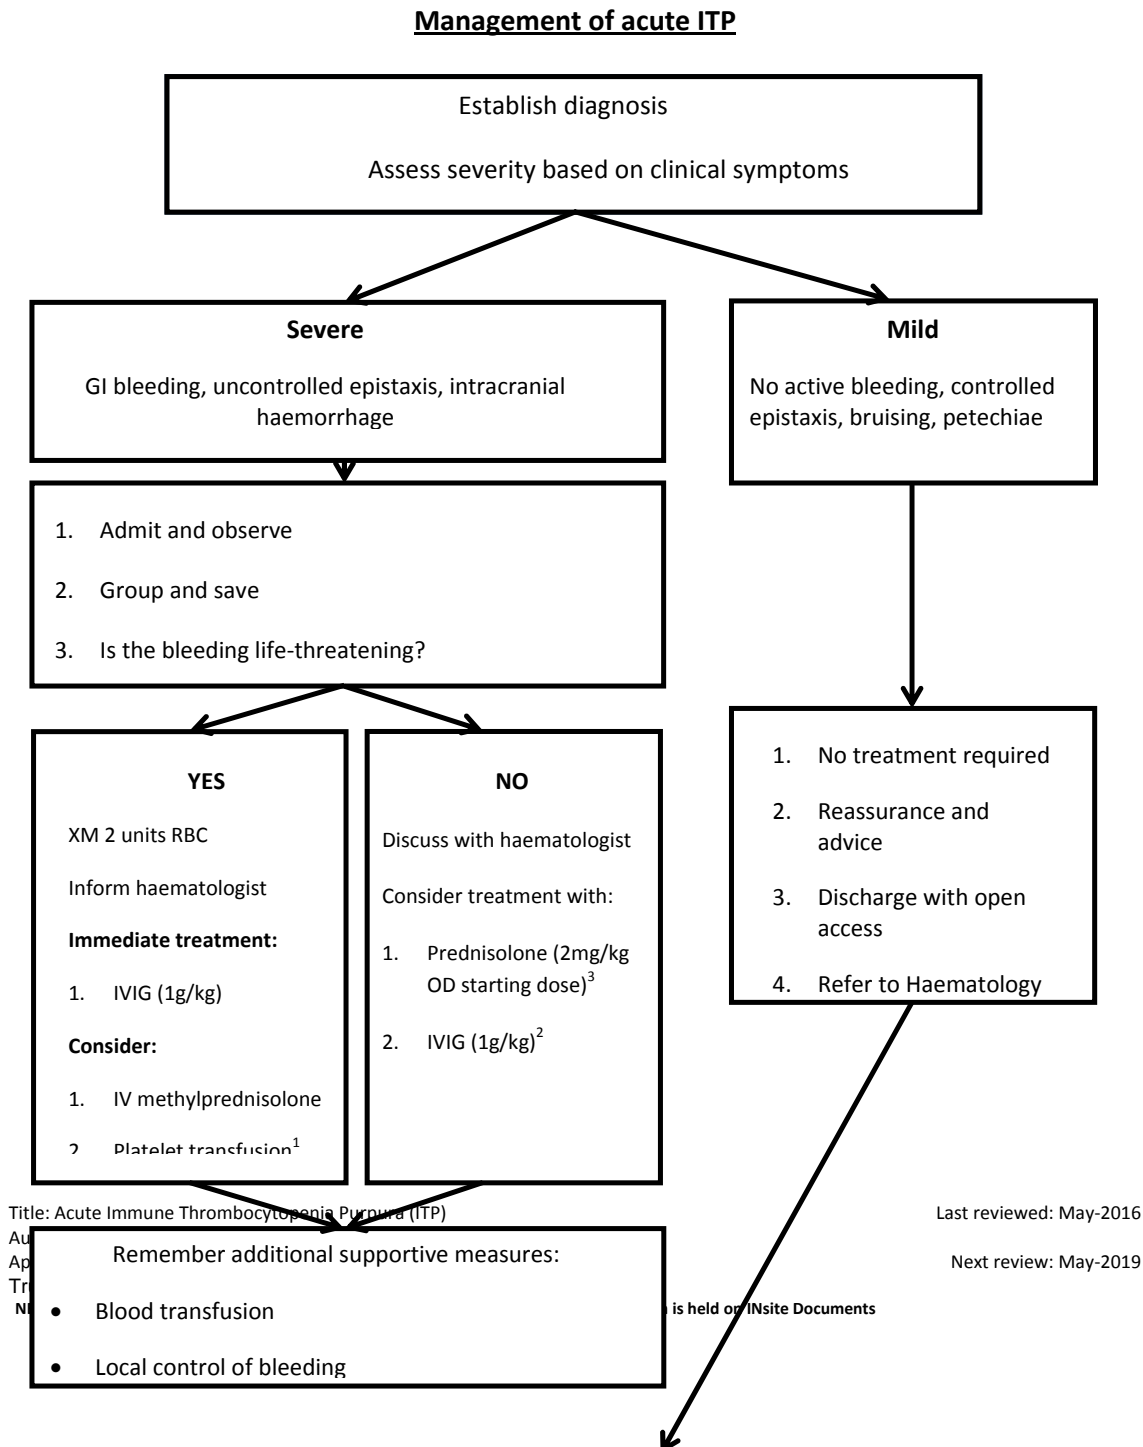 Management of acute ITP
Establish diagnosis
Assess severity based on clinical symptoms
Severe
GI bleeding, uncontrolled epistaxis, intracranial
haemorrhage
Mild
No active bleeding, controlled
epistaxis, bruising, petechiae
1. Admit and observe
2. Group and save
3. Is the bleeding life-threatening?
YES
XM 2 units RBC
Inform haematologist
Immediate treatment:
1. IVIG (1g/kg)
Consider:
1. IV methylprednisolone
2. Platelet transfusion1
NO
Discuss with haematologist
Consider treatment with:
1. Prednisolone (2mg/kg
OD starting dose)3
2. IVIG (1g/kg)2
1. No treatment required
2. Reassurance and
advice
3. Discharge with open
access
4. Refer to Haematology
Title: Acute Immune Thrombocytopenia Purpura (ITP)
Last reviewed: May-2016
Next review: May-2019
is held on INsite Documents
Remember additional supportive measures:
• Blood transfusion
• Local control of bleeding